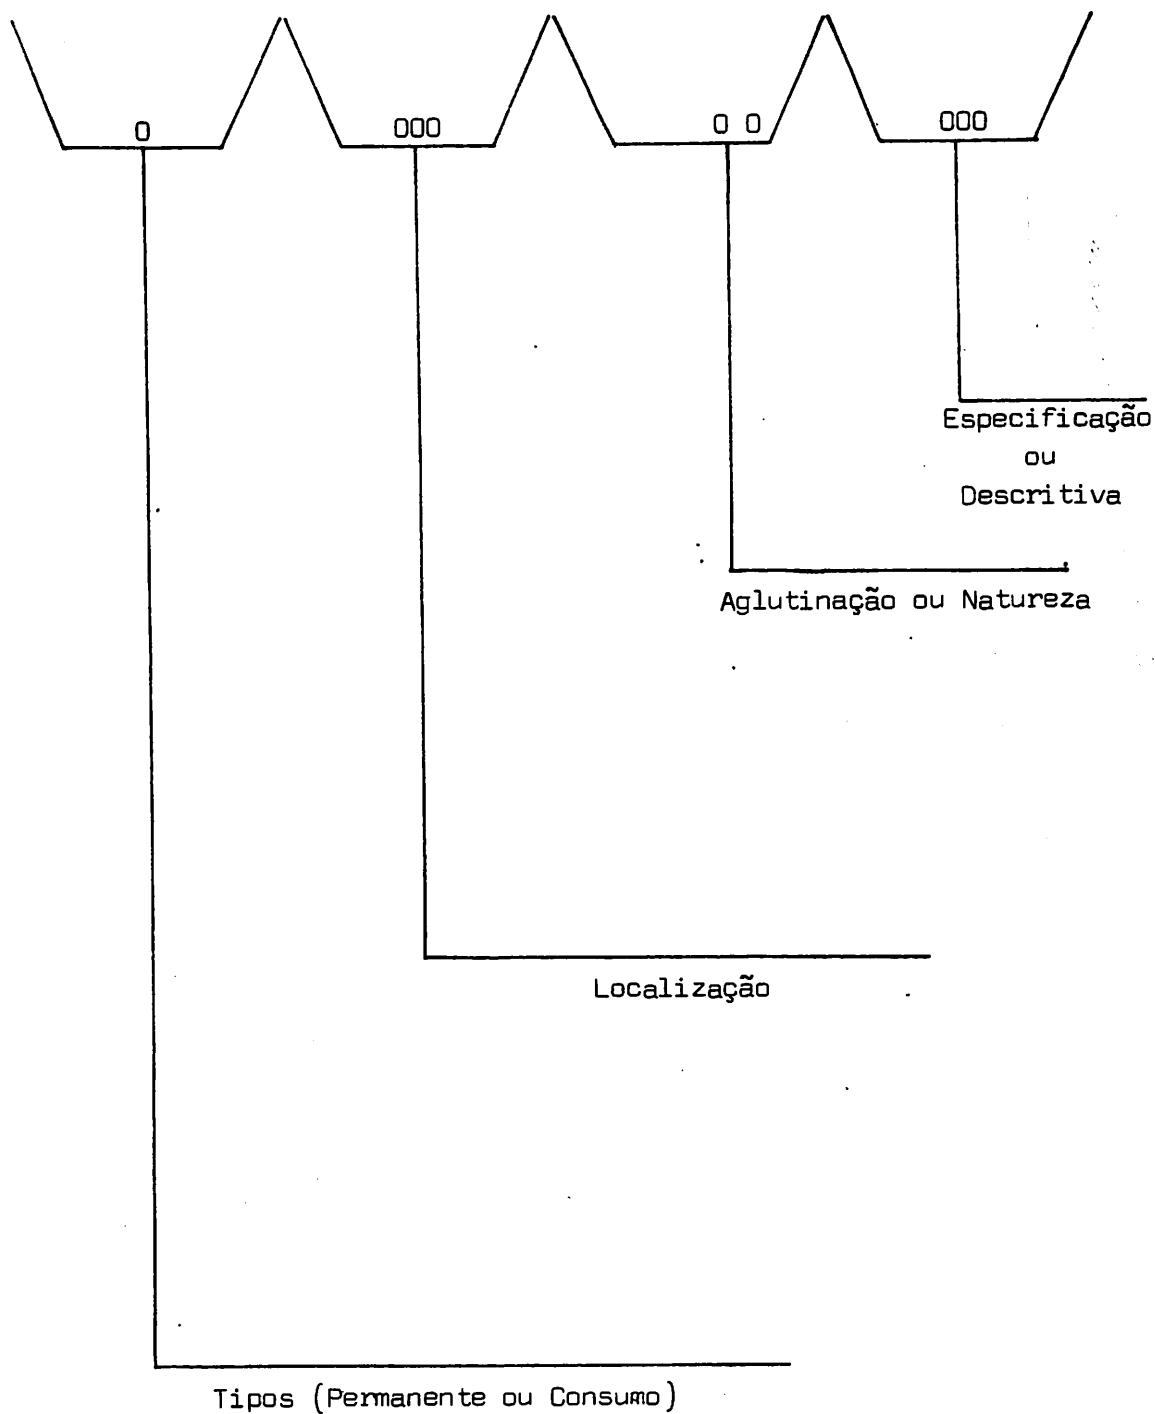 0 000 0 0 000
Especificação
ou
Descritiva
Aglutinação ou Natureza
Localização
Tipos (Permanente ou Consumo)